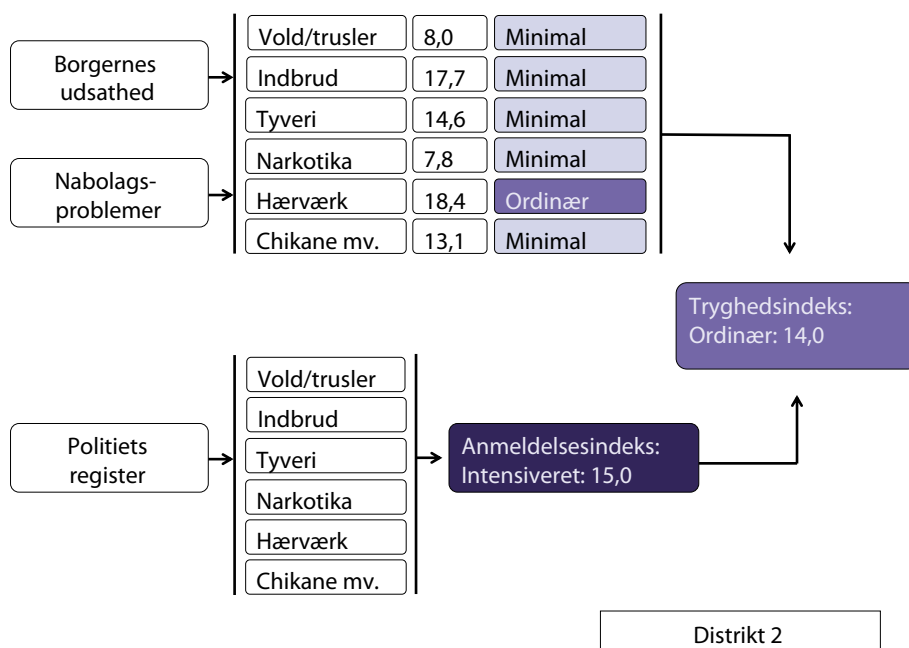 Borgernes
udsathed
Nabolags-
problemer
Vold/trusler 8,0 Minimal
Indbrud 17,7 Minimal
Tyveri 14,6 Minimal
Narkotika 7,8 Minimal
Hærværk 18,4 Ordinær
Chikane mv. 13,1 Minimal
Tryghedsindeks:
Ordinær: 14,0
Politiets
register
Vold/trusler
Indbrud
Tyveri
Narkotika
Hærværk
Chikane mv.
Anmeldelsesindeks:
Intensiveret: 15,0
Distrikt 2